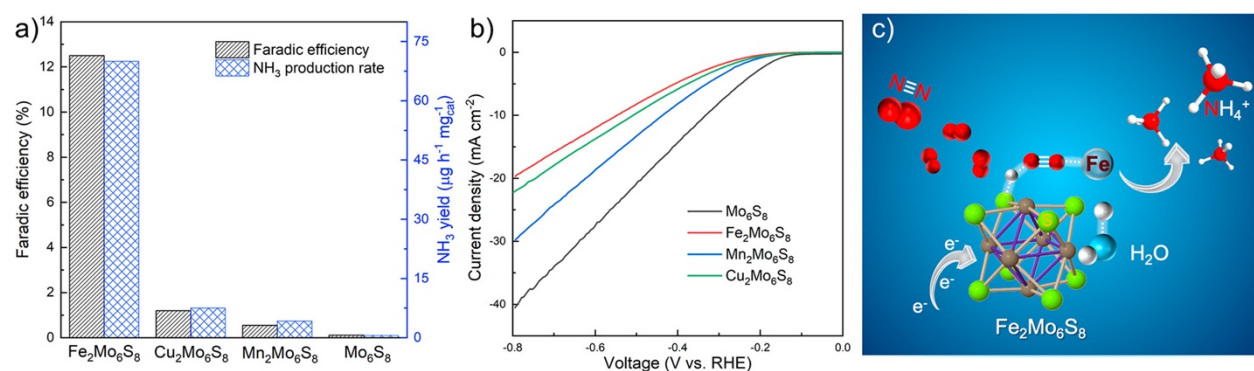 a)
Faradic efficiency (%)
14
12
10
8
6
4
2
0
Faradic efficiency
NH₃ production rate
75
60
45
30
15
0
NH₃ yield (μg h⁻¹ mg⁻¹cat)
Fe₂Mo₆S₈ Cu₂Mo₆S₈ Mn₂Mo₆S₈ Mo₆S₈
b)
Current density (mA cm⁻²)
0
-10
-20
-30
-40
Mo₆S₈
Fe₂Mo₆S₈
Mn₂Mo₆S₈
Cu₂Mo₆S₈
-0.8 -0.6 -0.4 -0.2 0.0
Voltage (V vs. RHE)
c)
N≡N
NH₄⁺
Fe
H₂O
e⁻
e⁻
e⁻
Fe₂Mo₆S₈